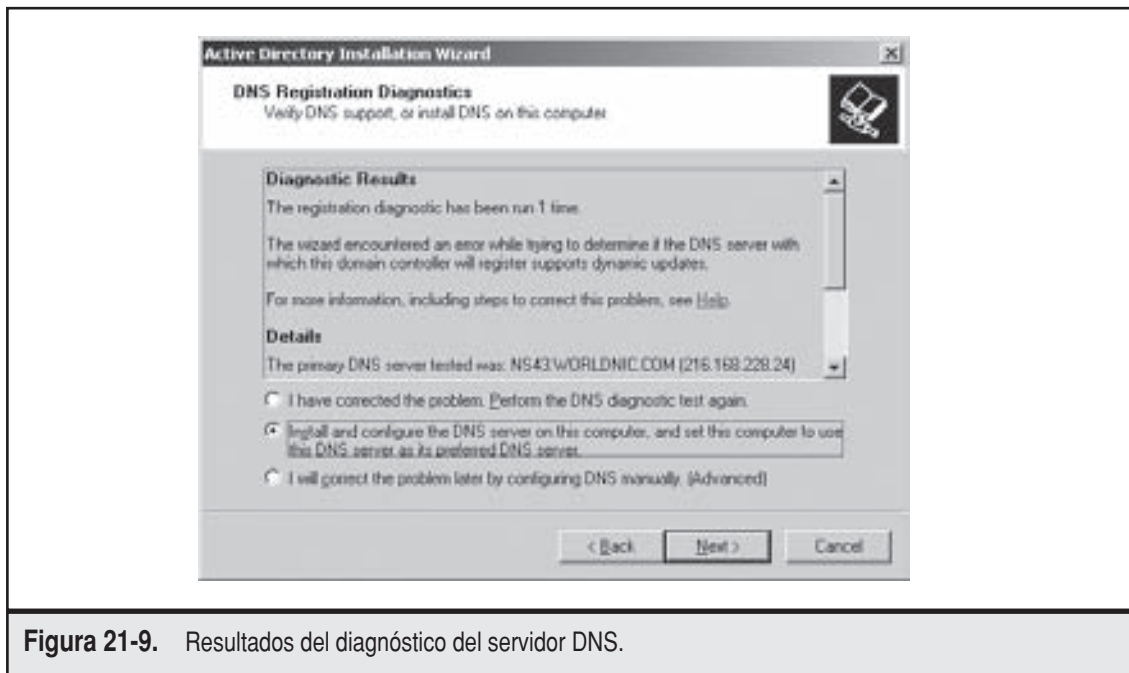 Active Directory Installation Wizard
DNS Registration Diagnostics
Verify DNS support, or install DNS on this computer.
Diagnostic Results
The registration diagnostic has been run 1 time.
The wizard encountered an error while trying to determine if the DNS server with
which this domain controller will register supports dynamic updates.
For more information, including steps to correct this problem, see Help.
Details
The primary DNS server tested was: NS43.WORLDNIC.COM (216.168.228.24)
I have corrected the problem. Perform the DNS diagnostic test again.
Install and configure the DNS server on this computer, and set this computer to use
this DNS server as its preferred DNS server.
I will correct the problem later by configuring DNS manually. (Advanced)
< Back Next > Cancel
Figura 21-9. Resultados del diagnóstico del servidor DNS.